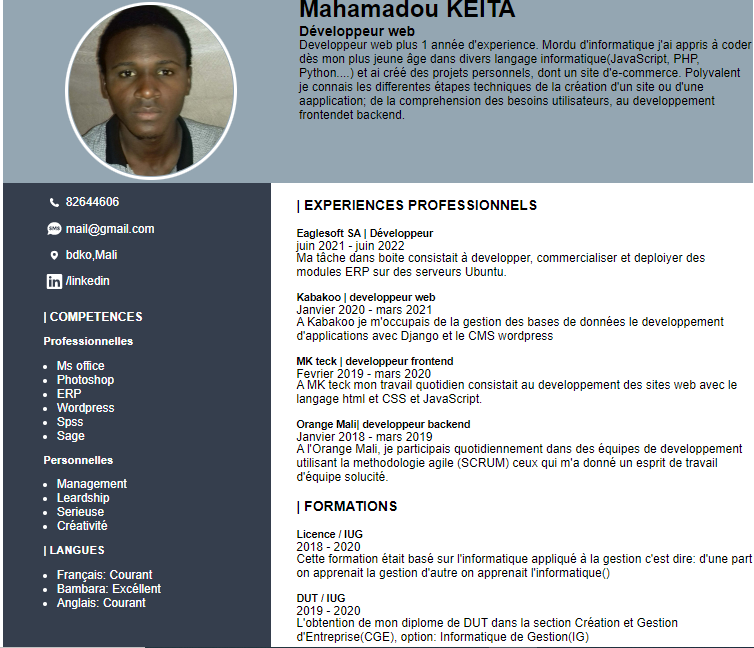 Mahamadou KEITA
Développeur web
Developpeur web plus 1 année d'experience. Mordu d'informatique j'ai appris à coder
dès mon plus jeune âge dans divers langage informatique(JavaScript, PHP,
Python....) et ai créé des projets personnels, dont un site d'e-commerce. Polyvalent
je connais les differentes étapes techniques de la création d'un site ou d'une
aapplication; de la comprehension des besoins utilisateurs, au developpement
frontendet backend.
82644606
SMS
mail@gmail.com
bdko,Mali
in /linkedin
| COMPETENCES
Professionnelles
Ms office
Photoshop
ERP
Wordpress
Spss
Sage
Personnelles
Management
Leardship
Serieuse
Créativité
| LANGUES
Français: Courant
Bambara: Excéllent
Anglais: Courant
| EXPERIENCES PROFESSIONNELS
Eaglesoft SA | Développeur
juin 2021 - juin 2022
Ma tâche dans boite consistait à developper, commercialiser et deploiyer des
modules ERP sur des serveurs Ubuntu.
Kabakoo | developpeur web
Janvier 2020 - mars 2021
A Kabakoo je m'occupais de la gestion des bases de données le developpement
d'applications avec Django et le CMS wordpress
MK teck | developpeur frontend
Fevrier 2019 - mars 2020
A MK teck mon travail quotidien consistait au developpement des sites web avec le
langage html et CSS et JavaScript.
Orange Mali| developpeur backend
Janvier 2018 - mars 2019
A l'Orange Mali, je participais quotidiennement dans des équipes de developpement
utilisant la methodologie agile (SCRUM) ceux qui m'a donné un esprit de travail
d'équipe solucité.
| FORMATIONS
Licence / IUG
2018 - 2020
Cette formation était basé sur l'informatique appliqué à la gestion c'est dire: d'une part
on apprenait la gestion d'autre on apprenait l'informatique()
DUT / IUG
2019 - 2020
L'obtention de mon diplome de DUT dans la section Création et Gestion
d'Entreprise(CGE), option: Informatique de Gestion(IG)